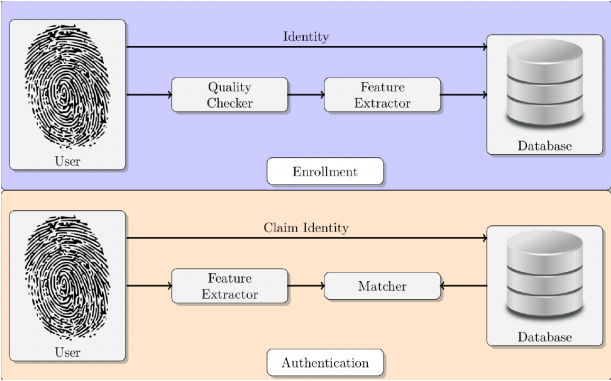 Identity
Quality
Checker
Feature
Extractor
User
Database
Enrollment
Claim Identity
Feature
Extractor
Matcher
User
Database
Authentication